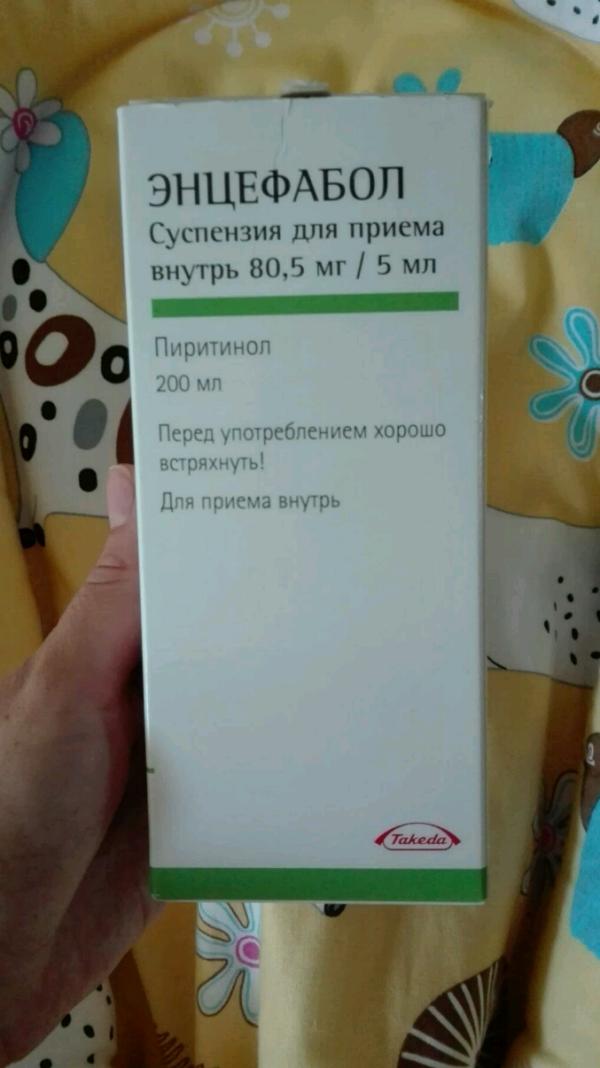 ЭНЦЕФАБОЛ
Суспензия для приема
внутрь 80,5 мг / 5 мл
Пиритинол
200 мл
Перед употреблением хорошо
встряхнуть!
Для приема внутрь
Takeda